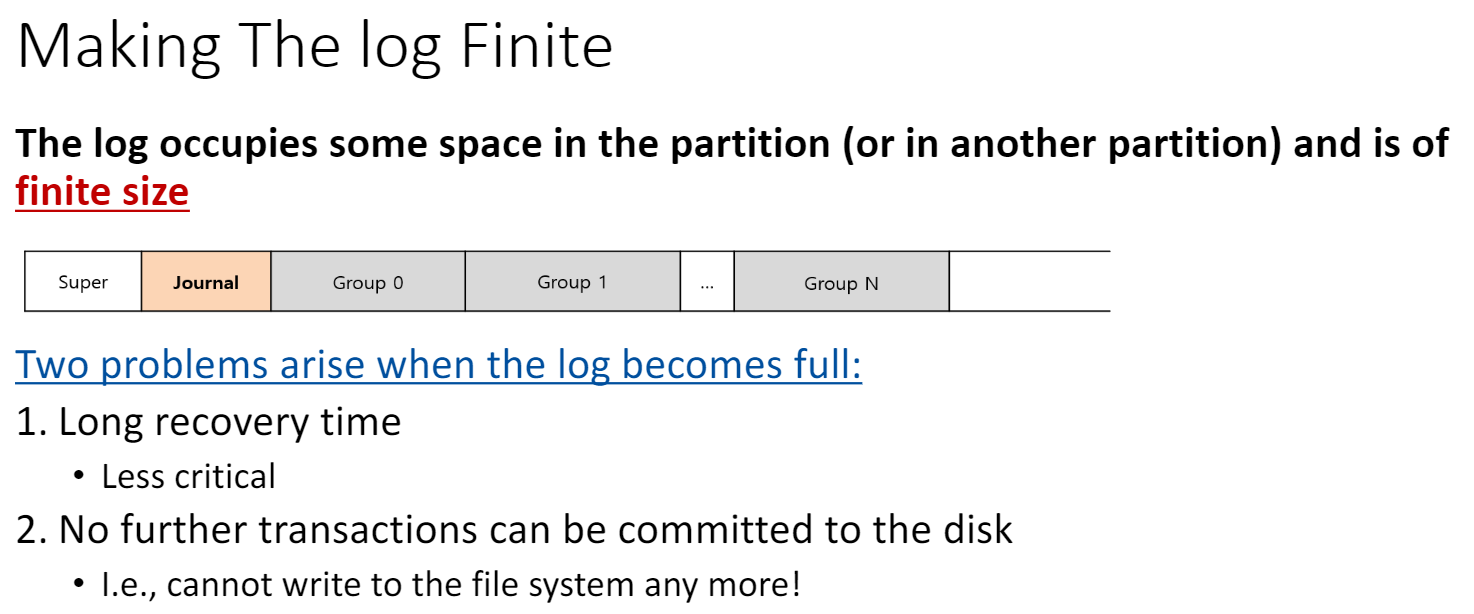 Making The log Finite
The log occupies some space in the partition (or in another partition) and is of
finite size
Super Journal Group 0 Group 1 ... Group N
Two problems arise when the log becomes full:
1. Long recovery time
• Less critical
2. No further transactions can be committed to the disk
• I.e., cannot write to the file system any more!